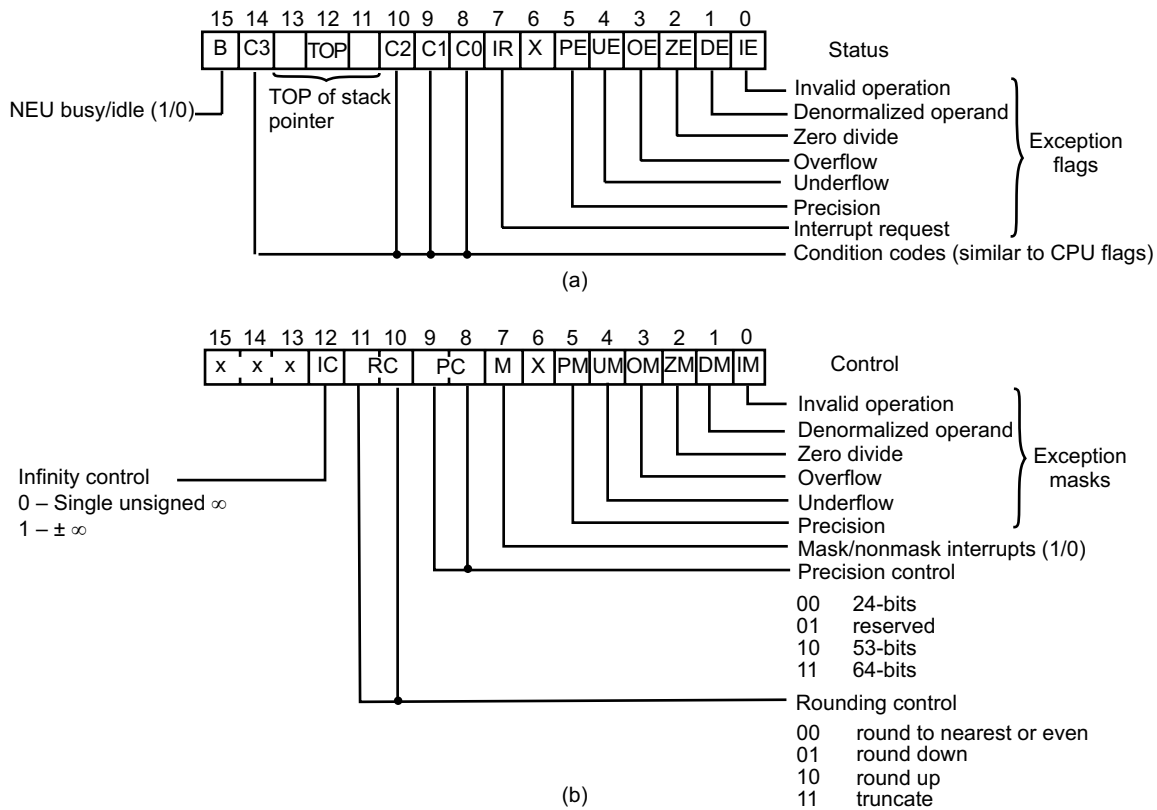 15 14 13 12 11 10 9 8 7 6 5 4 3 2 1 0
B C3 TOP C2 C1 C0 IR X PE UE OE ZE DE IE Status
NEU busy/idle (1/0)
TOP of stack
pointer
Invalid operation
Denormalized operand
Zero divide
Overflow
Underflow
Precision
Interrupt request
Exception
flags
Condition codes (similar to CPU flags)
(a)
15 14 13 12 11 10 9 8 7 6 5 4 3 2 1 0
x x x IC RC PC M X PM UM OM ZM DM IM Control
Invalid operation
Denormalized operand
Zero divide
Overflow
Underflow
Precision
Exception
masks
Infinity control
0 – Single unsigned ∞
1 – ± ∞
Mask/nonmask interrupts (1/0)
Precision control
00 24-bits
01 reserved
10 53-bits
11 64-bits
Rounding control
00 round to nearest or even
01 round down
10 round up
11 truncate
(b)